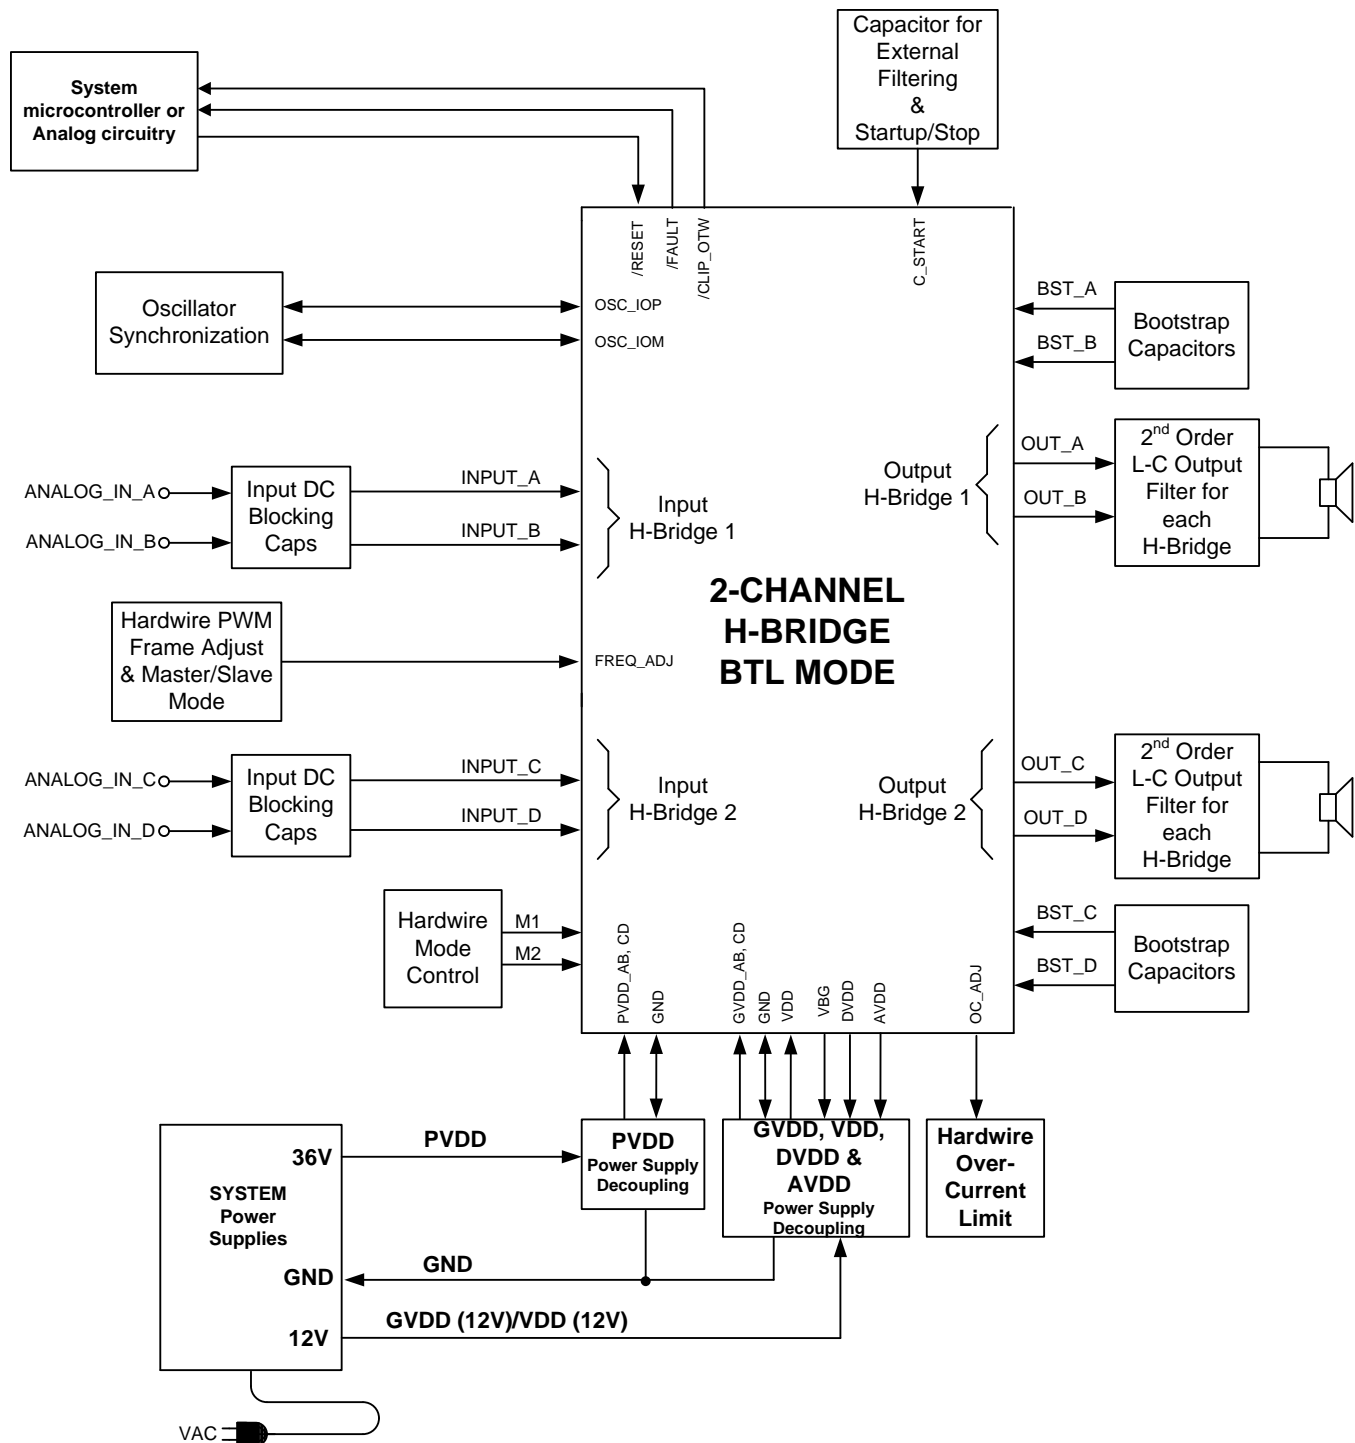 Capacitor for
External
Filtering
&
Startup/Stop
System
microcontroller or
Analog circuitry
/RESET
/FAULT
/CLIP_OTW
C_START
Oscillator
Synchronization
OSC_IOP
OSC_IOM
BST_A
BST_B
Bootstrap
Capacitors
ANALOG_IN_A
ANALOG_IN_B
Input DC
Blocking
Caps
INPUT_A
INPUT_B
Input
H-Bridge 1
Output
H-Bridge 1
OUT_A
OUT_B
2nd Order
L-C Output
Filter for
each
H-Bridge
2-CHANNEL
H-BRIDGE
BTL MODE
Hardwire PWM
Frame Adjust
& Master/Slave
Mode
FREQ_ADJ
ANALOG_IN_C
ANALOG_IN_D
Input DC
Blocking
Caps
INPUT_C
INPUT_D
Input
H-Bridge 2
Output
H-Bridge 2
OUT_C
OUT_D
2nd Order
L-C Output
Filter for
each
H-Bridge
Hardwire
Mode
Control
M1
M2
PVDD_AB, CD
GND
GVDD_AB, CD
GND
VDD
VBG
DVDD
AVDD
OC_ADJ
BST_C
BST_D
Bootstrap
Capacitors
36V
SYSTEM
Power
Supplies
GND
12V
PVDD
PVDD
Power Supply
Decoupling
GVDD, VDD,
DVDD &
AVDD
Power Supply
Decoupling
Hardwire
Over-
Current
Limit
GND
GVDD (12V)/VDD (12V)
VAC